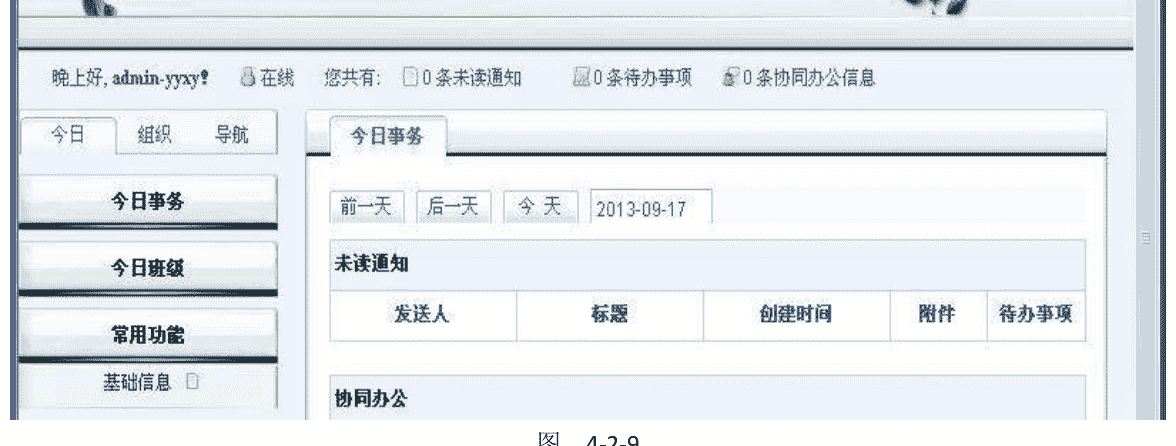 晚上好, admin-yyxy! 在线 您共有: 0 条未读通知 0 条待办事项 0 条协同办公信息
今日 组织 导航
今日事务
今日事务
今日班级
常用功能
基础信息
前一天 后一天 今 天 2013-09-17
未读通知
发送人 标题 创建时间 附件 待办事项
协同办公
图 4-2-9